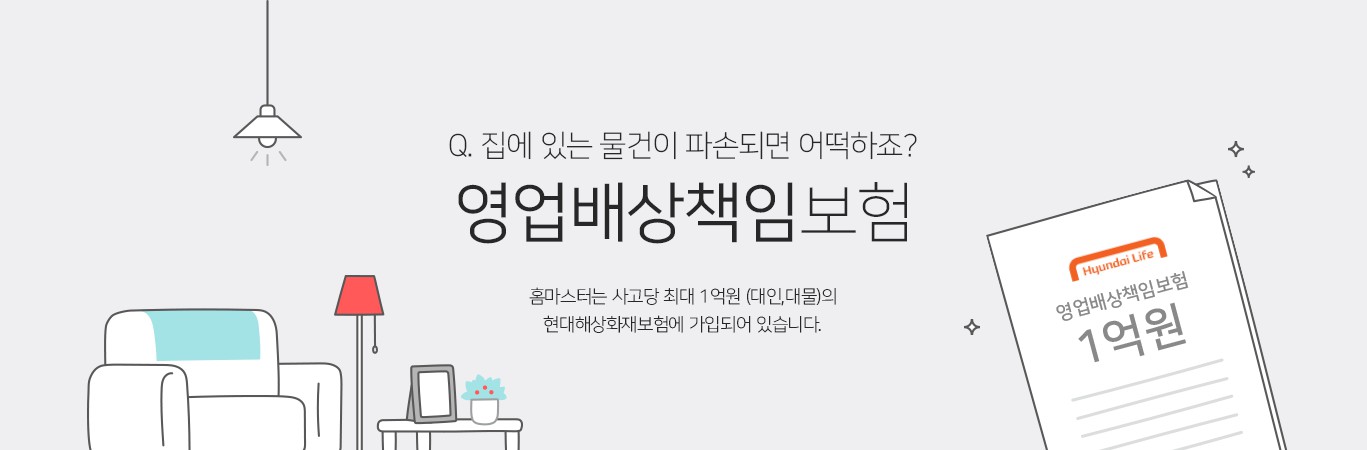 Q. 집에 있는 물건이 파손되면 어떡하죠?
영업배상책임보험
홈마스터는 사고당 최대 1억원 (대인,대물)의
현대해상화재보험에 가입되어 있습니다.
Hyundai Life
영업배상책임보험
1억원